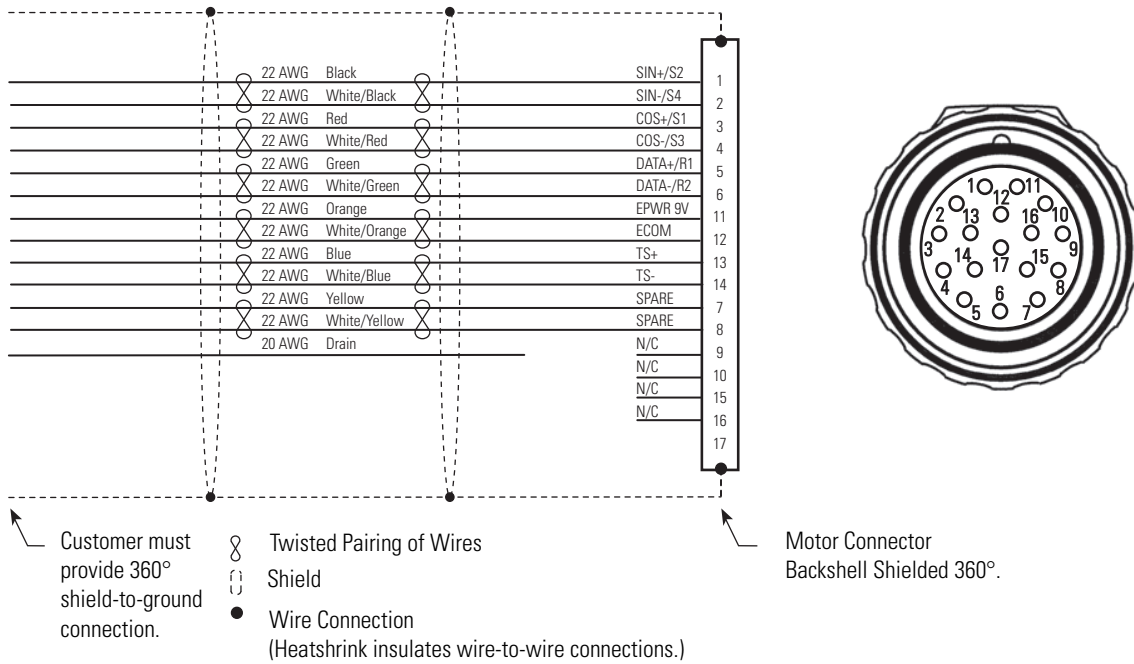 22 AWG Black SIN+/S2 1
22 AWG White/Black SIN-/S4 2
22 AWG Red COS+/S1 3
22 AWG White/Red COS-/S3 4
22 AWG Green DATA+/R1 5
22 AWG White/Green DATA-/R2 6
22 AWG Orange EPWR 9V 11
22 AWG White/Orange ECOM 12
22 AWG Blue TS+ 13
22 AWG White/Blue TS- 14
22 AWG Yellow SPARE 7
22 AWG White/Yellow SPARE 8
20 AWG Drain N/C 9
N/C 10
N/C 15
N/C 16
17
1 11
12
2 13 16 10
3 9
14 17 15
4 8
5 6 7
Customer must
provide 360°
shield-to-ground
connection.
Twisted Pairing of Wires
Shield
Wire Connection
(Heatshrink insulates wire-to-wire connections.)
Motor Connector
Backshell Shielded 360°.